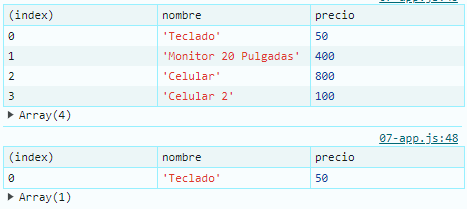 (index) nombre precio
0 'Teclado' 50
1 'Monitor 20 Pulgadas' 400
2 'Celular' 800
3 'Celular 2' 100
▶ Array(4)
07-app.js:48
(index) nombre precio
0 'Teclado' 50
▶ Array(1)